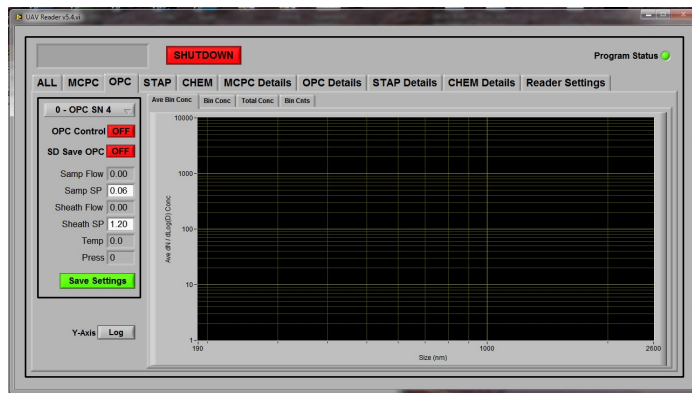 UAV Reader v5.4.vi
SHUTDOWN
Program Status
ALL MCPC OPC STAP CHEM MCPC Details OPC Details STAP Details CHEM Details Reader Settings
0 - OPC SN 4
OPC Control OFF
SD Save OPC OFF
Samp Flow 0.00
Samp SP 0.06
Sheath Flow 0.00
Sheath SP 1.20
Temp 0.0
Press 0
Save Settings
Y-Axis Log
Ave Bin Conc Bin Conc Total Conc Bin Cnts
Ave dN / dLog(D) Conc
10000
1000
100
10
1
190 1000 2600
Size (nm)